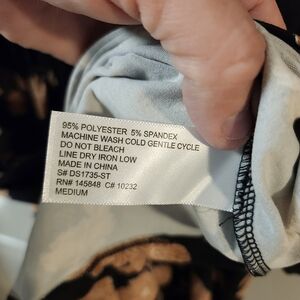 95% POLYESTER 5% SPANDEX
MACHINE WASH COLD GENTLE CYCLE
DO NOT BLEACH
LINE DRY IRON LOW
MADE IN CHINA
S# DS1735-ST
RN# 145848 C# 10232
MEDIUM